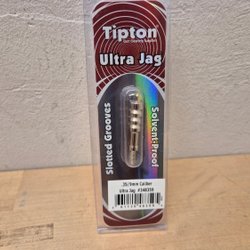 Tipton
Ultra Jag
Slotted Grooves
Solvent-Proof
.35/9mm Caliber
Ultra Jag